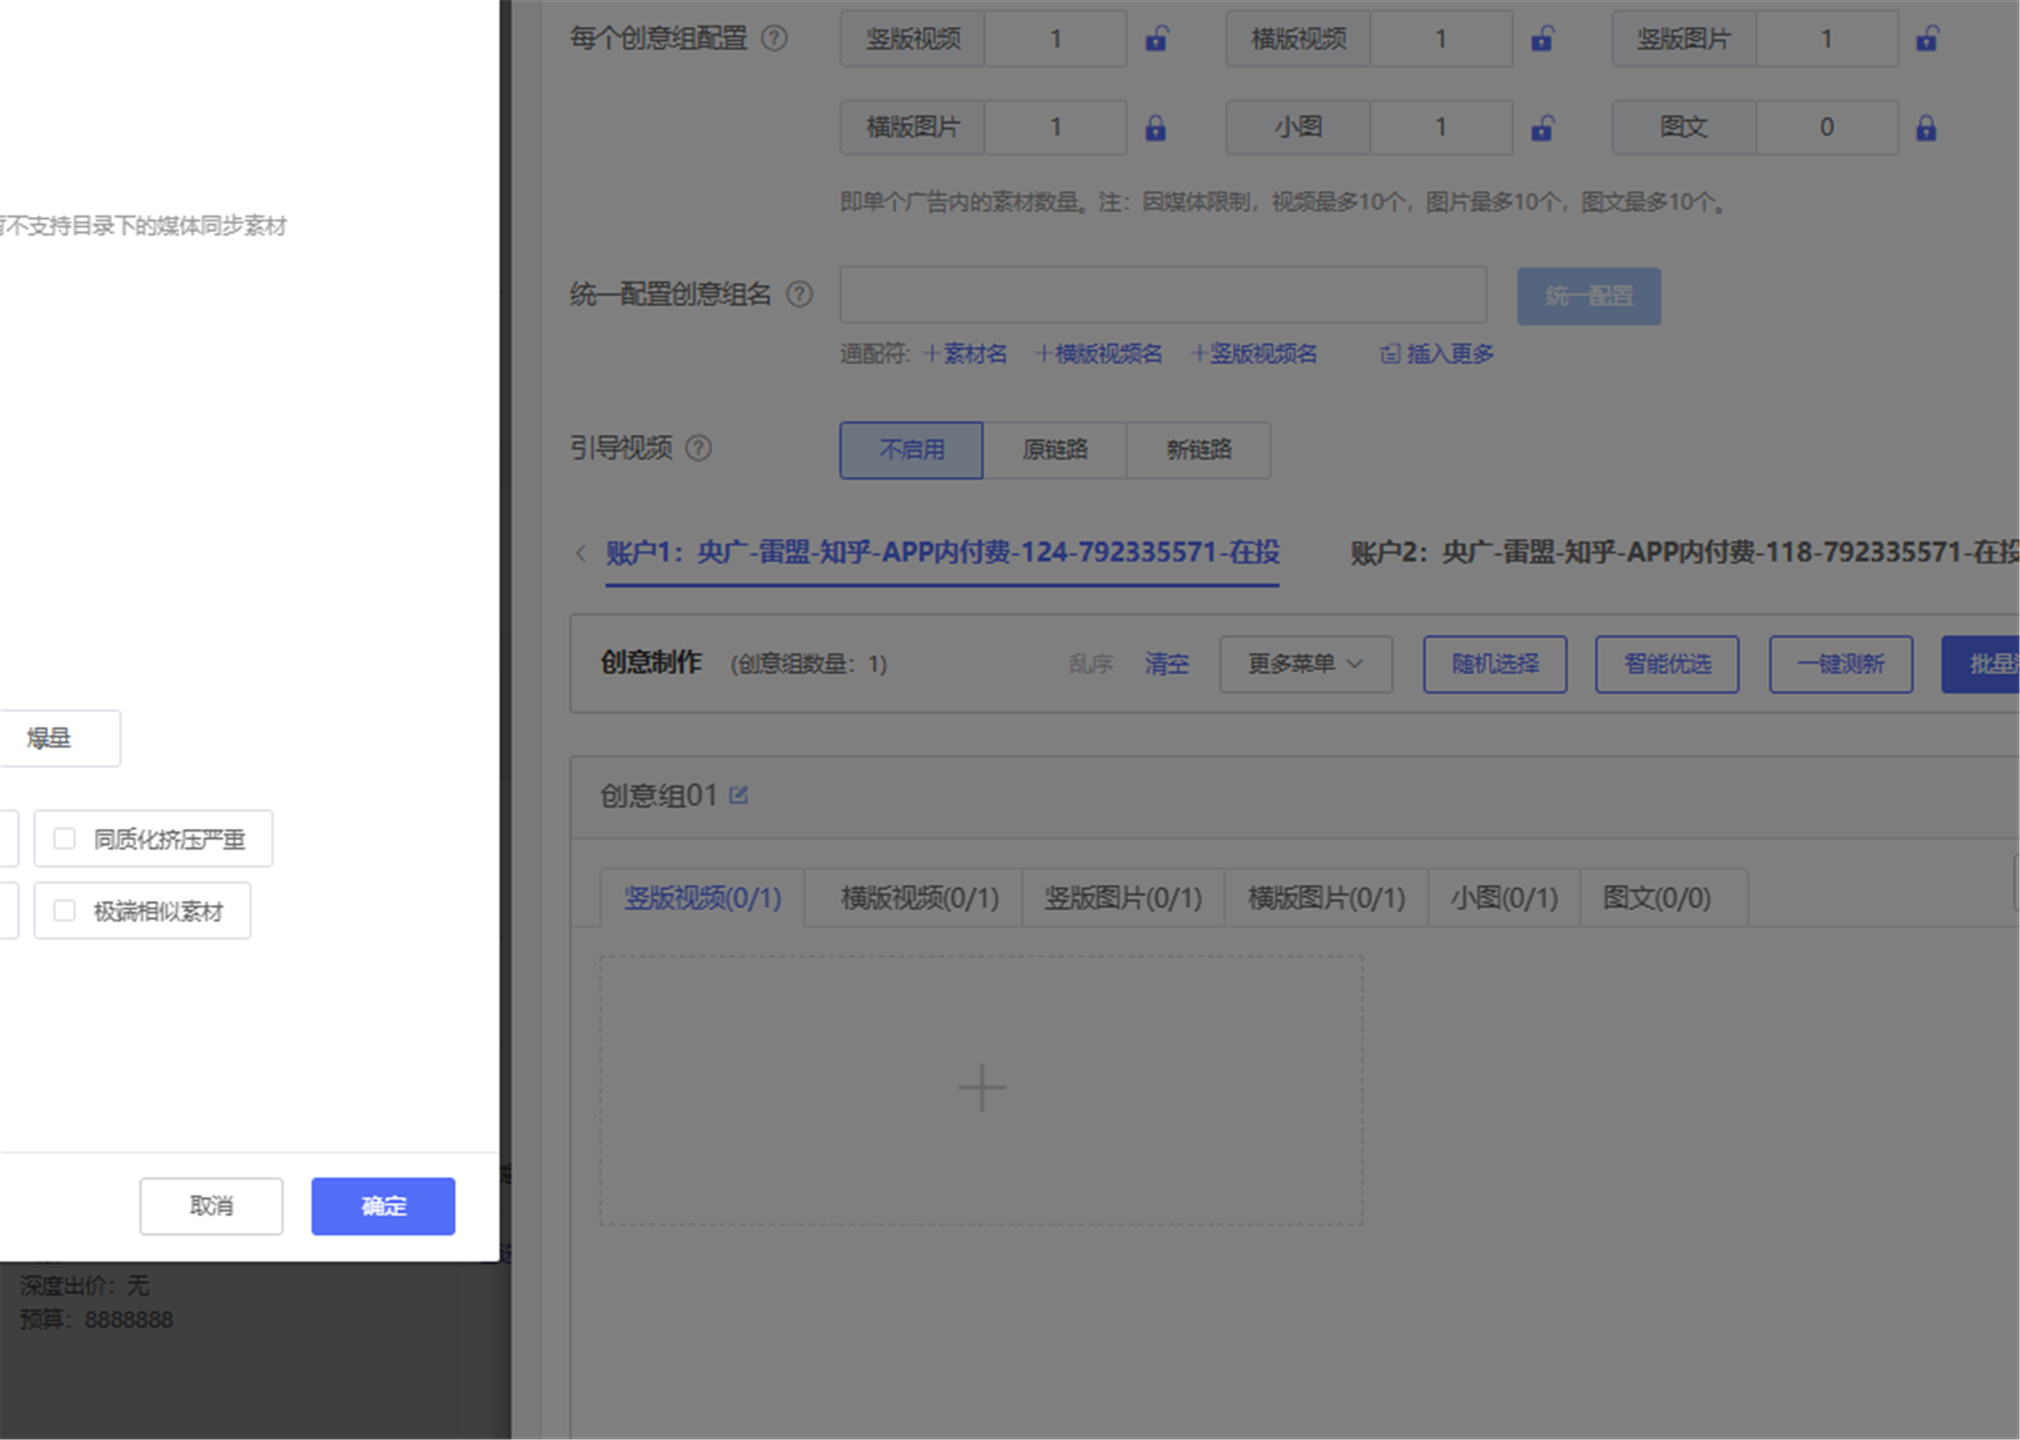 每个创意组配置
竖版视频 1
横版视频 1
竖版图片 1
横版图片 1
小图 1
图文 0
即单个广告内的素材数量。注：因媒体限制，视频最多10个，图片最多10个，图文最多10个。
不支持目录下的媒体同步素材
统一配置创意组名
统一配置
通配符: +素材名 +横版视频名 +竖版视频名 插入更多
引导视频
不启用 原链路 新链路
账户1：央广-雷盟-知乎-APP内付费-124-792335571-在投
账户2：央广-雷盟-知乎-APP内付费-118-792335571-在投
创意制作 (创意组数量：1) 乱序 清空 更多菜单 随机选择 智能优选 一键测新 批量
爆量
创意组01
同质化挤压严重
极端相似素材
竖版视频(0/1) 横版视频(0/1) 竖版图片(0/1) 横版图片(0/1) 小图(0/1) 图文(0/0)
取消 确定
深度出价：无
预算：8888888